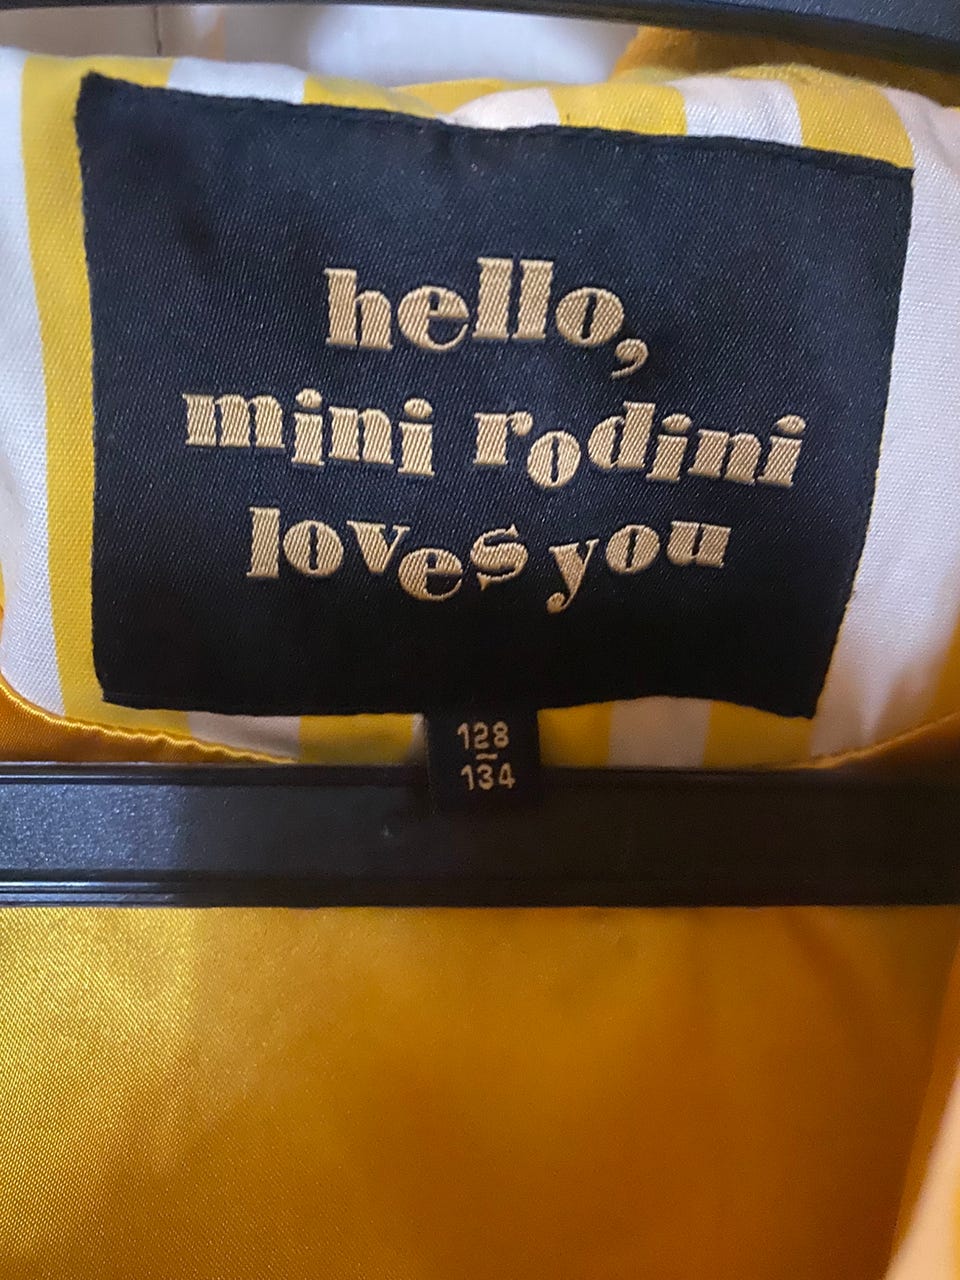 hello,
mini rodini
loves you
128
–
134